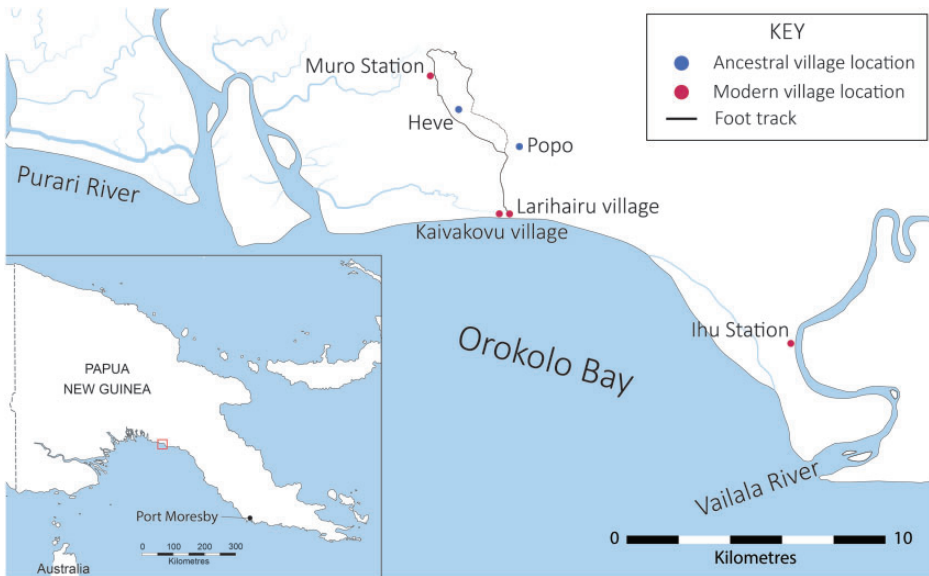 KEY
Ancestral village location
Modern village location
Foot track
Muro Station
Heve
Popo
Purari River
Larihairu village
Kaivakovu village
Ihu Station
Orokolo Bay
Vailala River
0 10
Kilometres
PAPUA
NEW GUINEA
Port Moresby
0 100 200 300
Kilometres
Australia